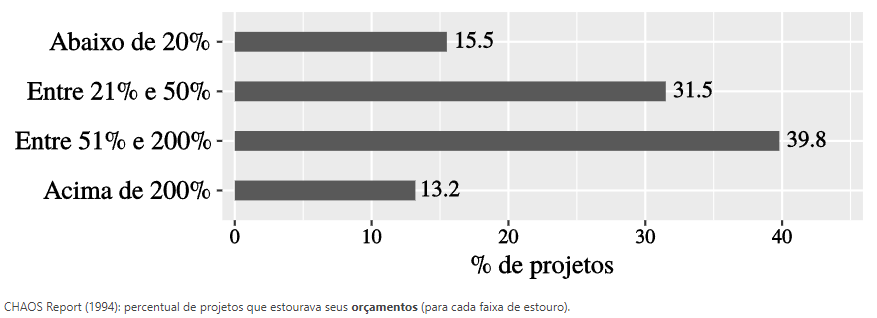 Abaixo de 20% 15.5
Entre 21% e 50% 31.5
Entre 51% e 200% 39.8
Acima de 200% 13.2
0 10 20 30 40
% de projetos
CHAOS Report (1994): percentual de projetos que estourava seus orçamentos (para cada faixa de estouro).